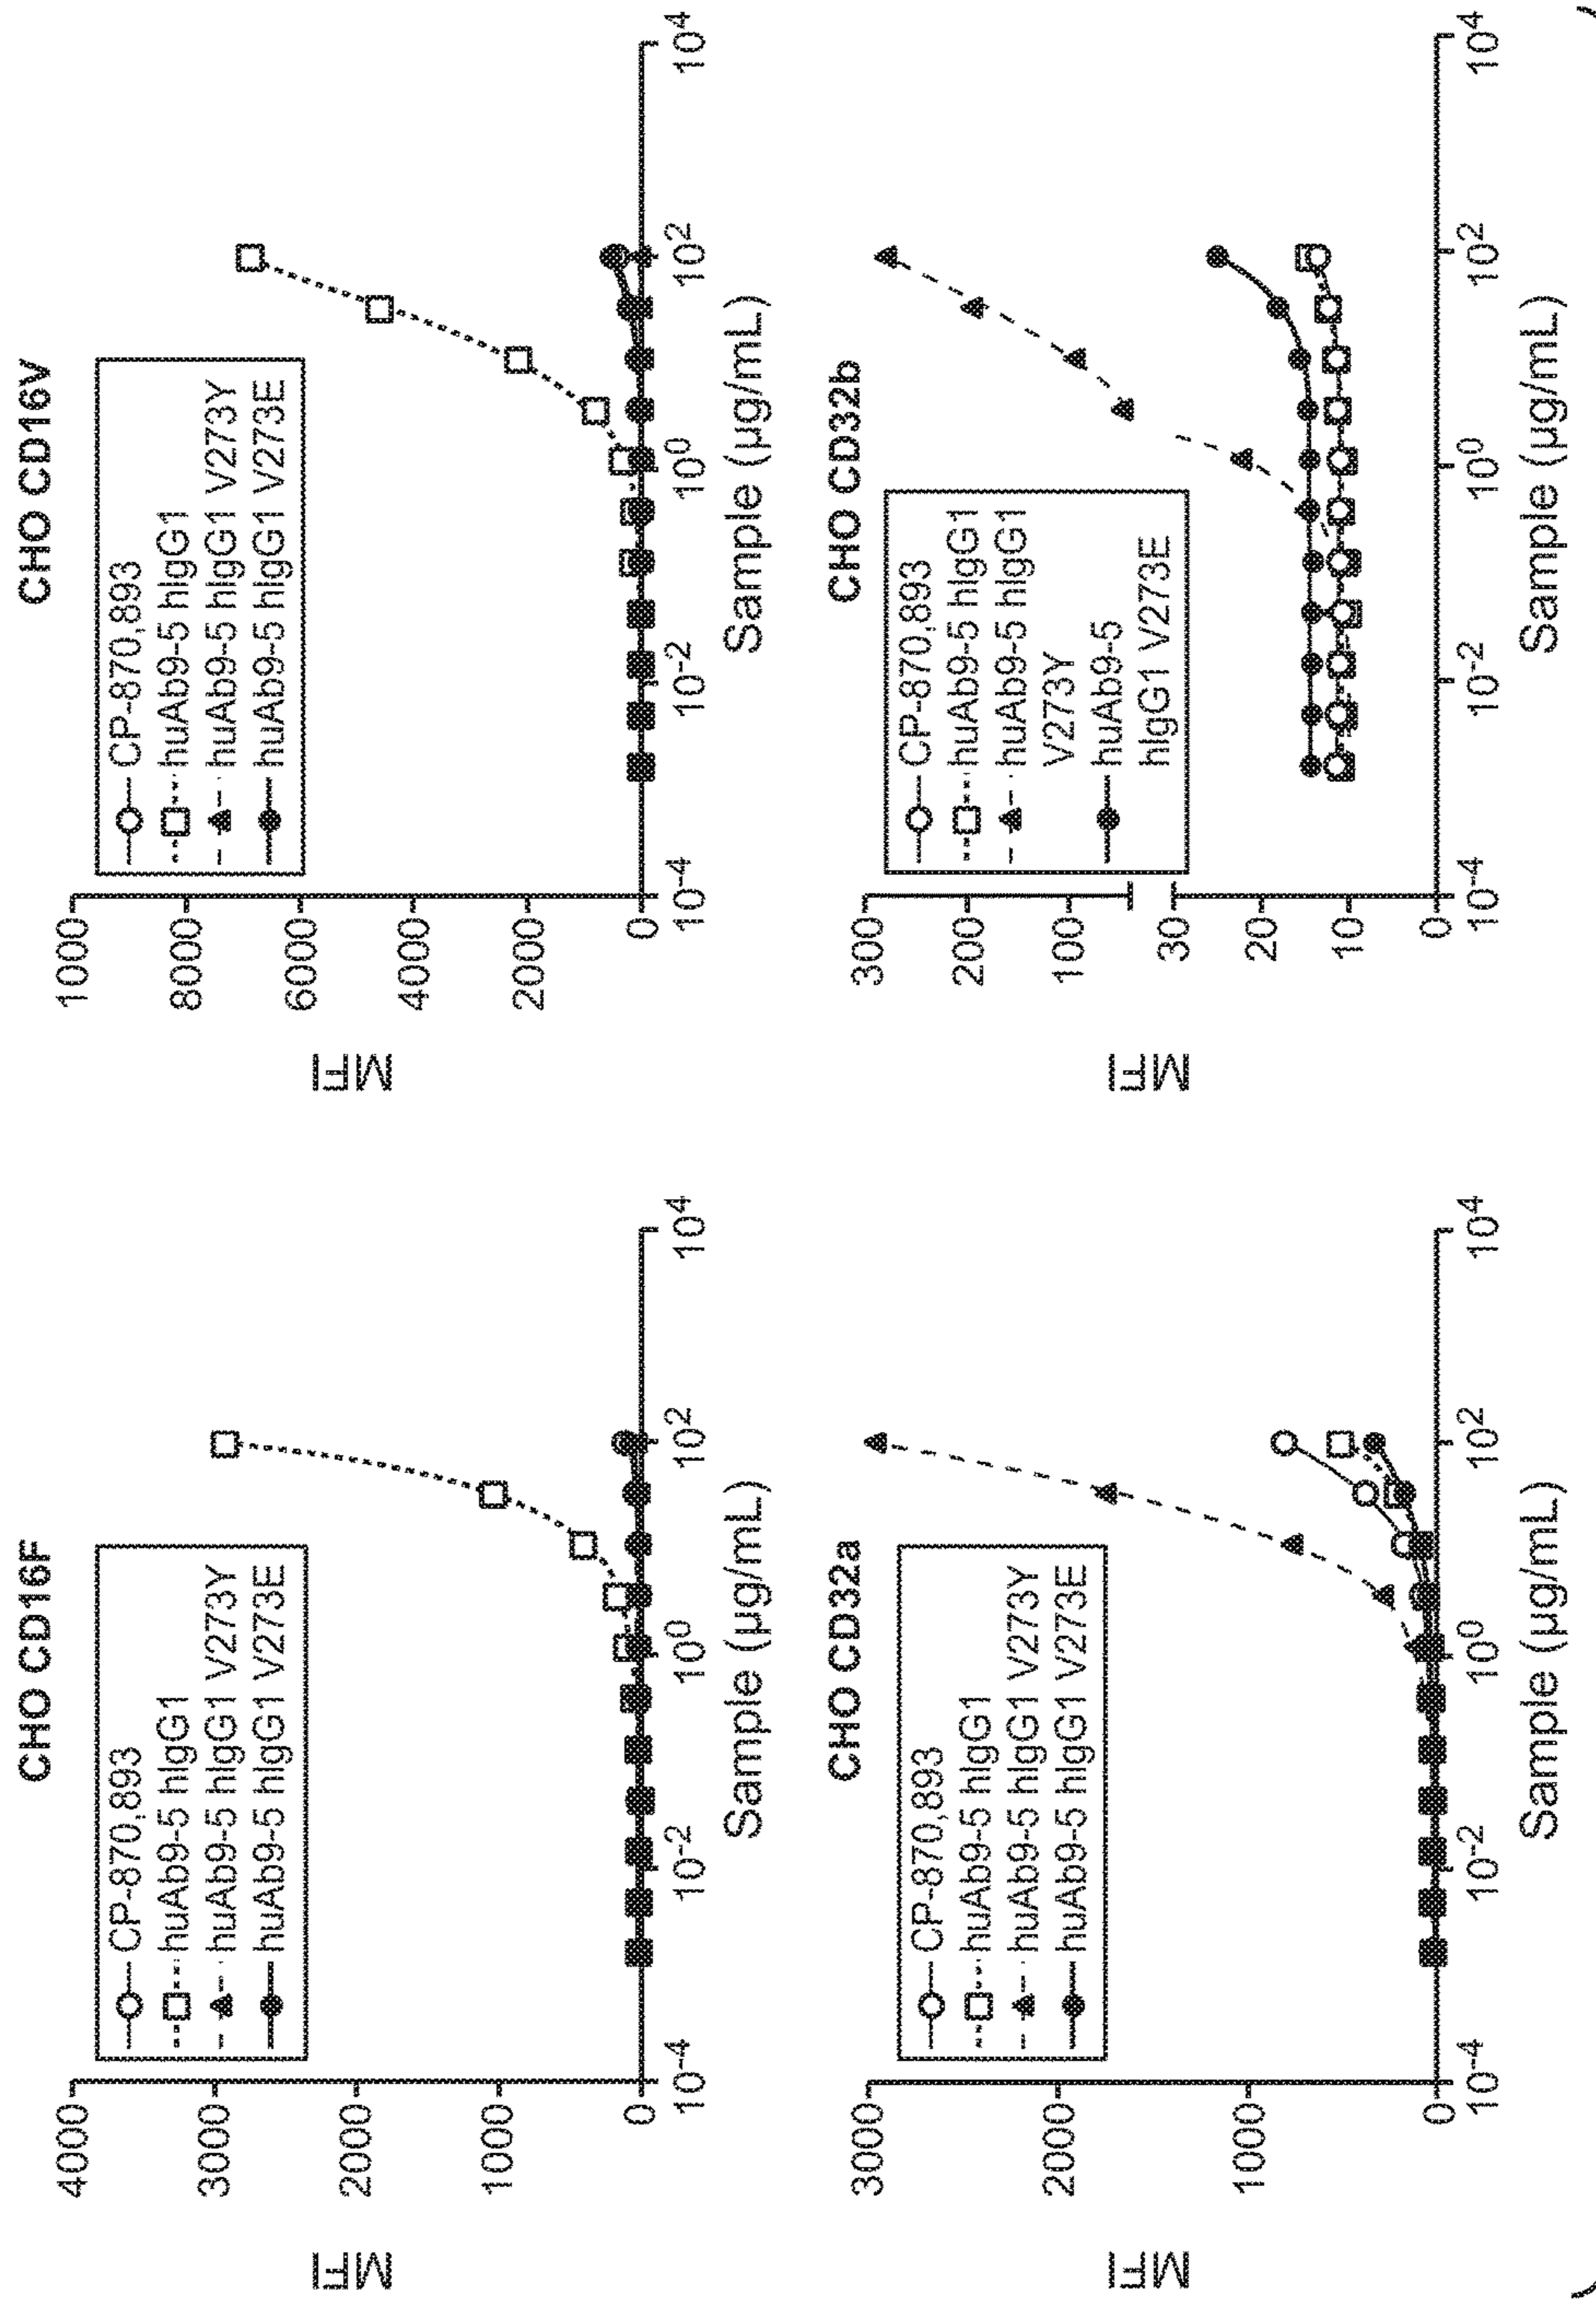 CHO CD16F
MFI
4000
3000
2000
1000
0
CP-870,893
huAb9-5 hIgG1
huAb9-5 hIgG1 V273Y
huAb9-5 hIgG1 V273E
10-4
10-2
100
102
104
Sample (µg/mL)
CHO CD16V
MFI
1000
8000
6000
4000
2000
0
CP-870,893
huAb9-5 hIgG1
huAb9-5 hIgG1 V273Y
huAb9-5 hIgG1 V273E
10-4
10-2
100
102
104
Sample (µg/mL)
CHO CD32a
MFI
3000
2000
1000
0
CP-870,893
huAb9-5 hIgG1
huAb9-5 hIgG1 V273Y
huAb9-5 hIgG1 V273E
10-4
10-2
100
102
104
Sample (µg/mL)
CHO CD32b
MFI
300
200
100
30
20
10
0
CP-870,893
huAb9-5 hIgG1
huAb9-5 hIgG1
V273Y
huAb9-5
hIgG1 V273E
10-4
10-2
100
102
104
Sample (µg/mL)